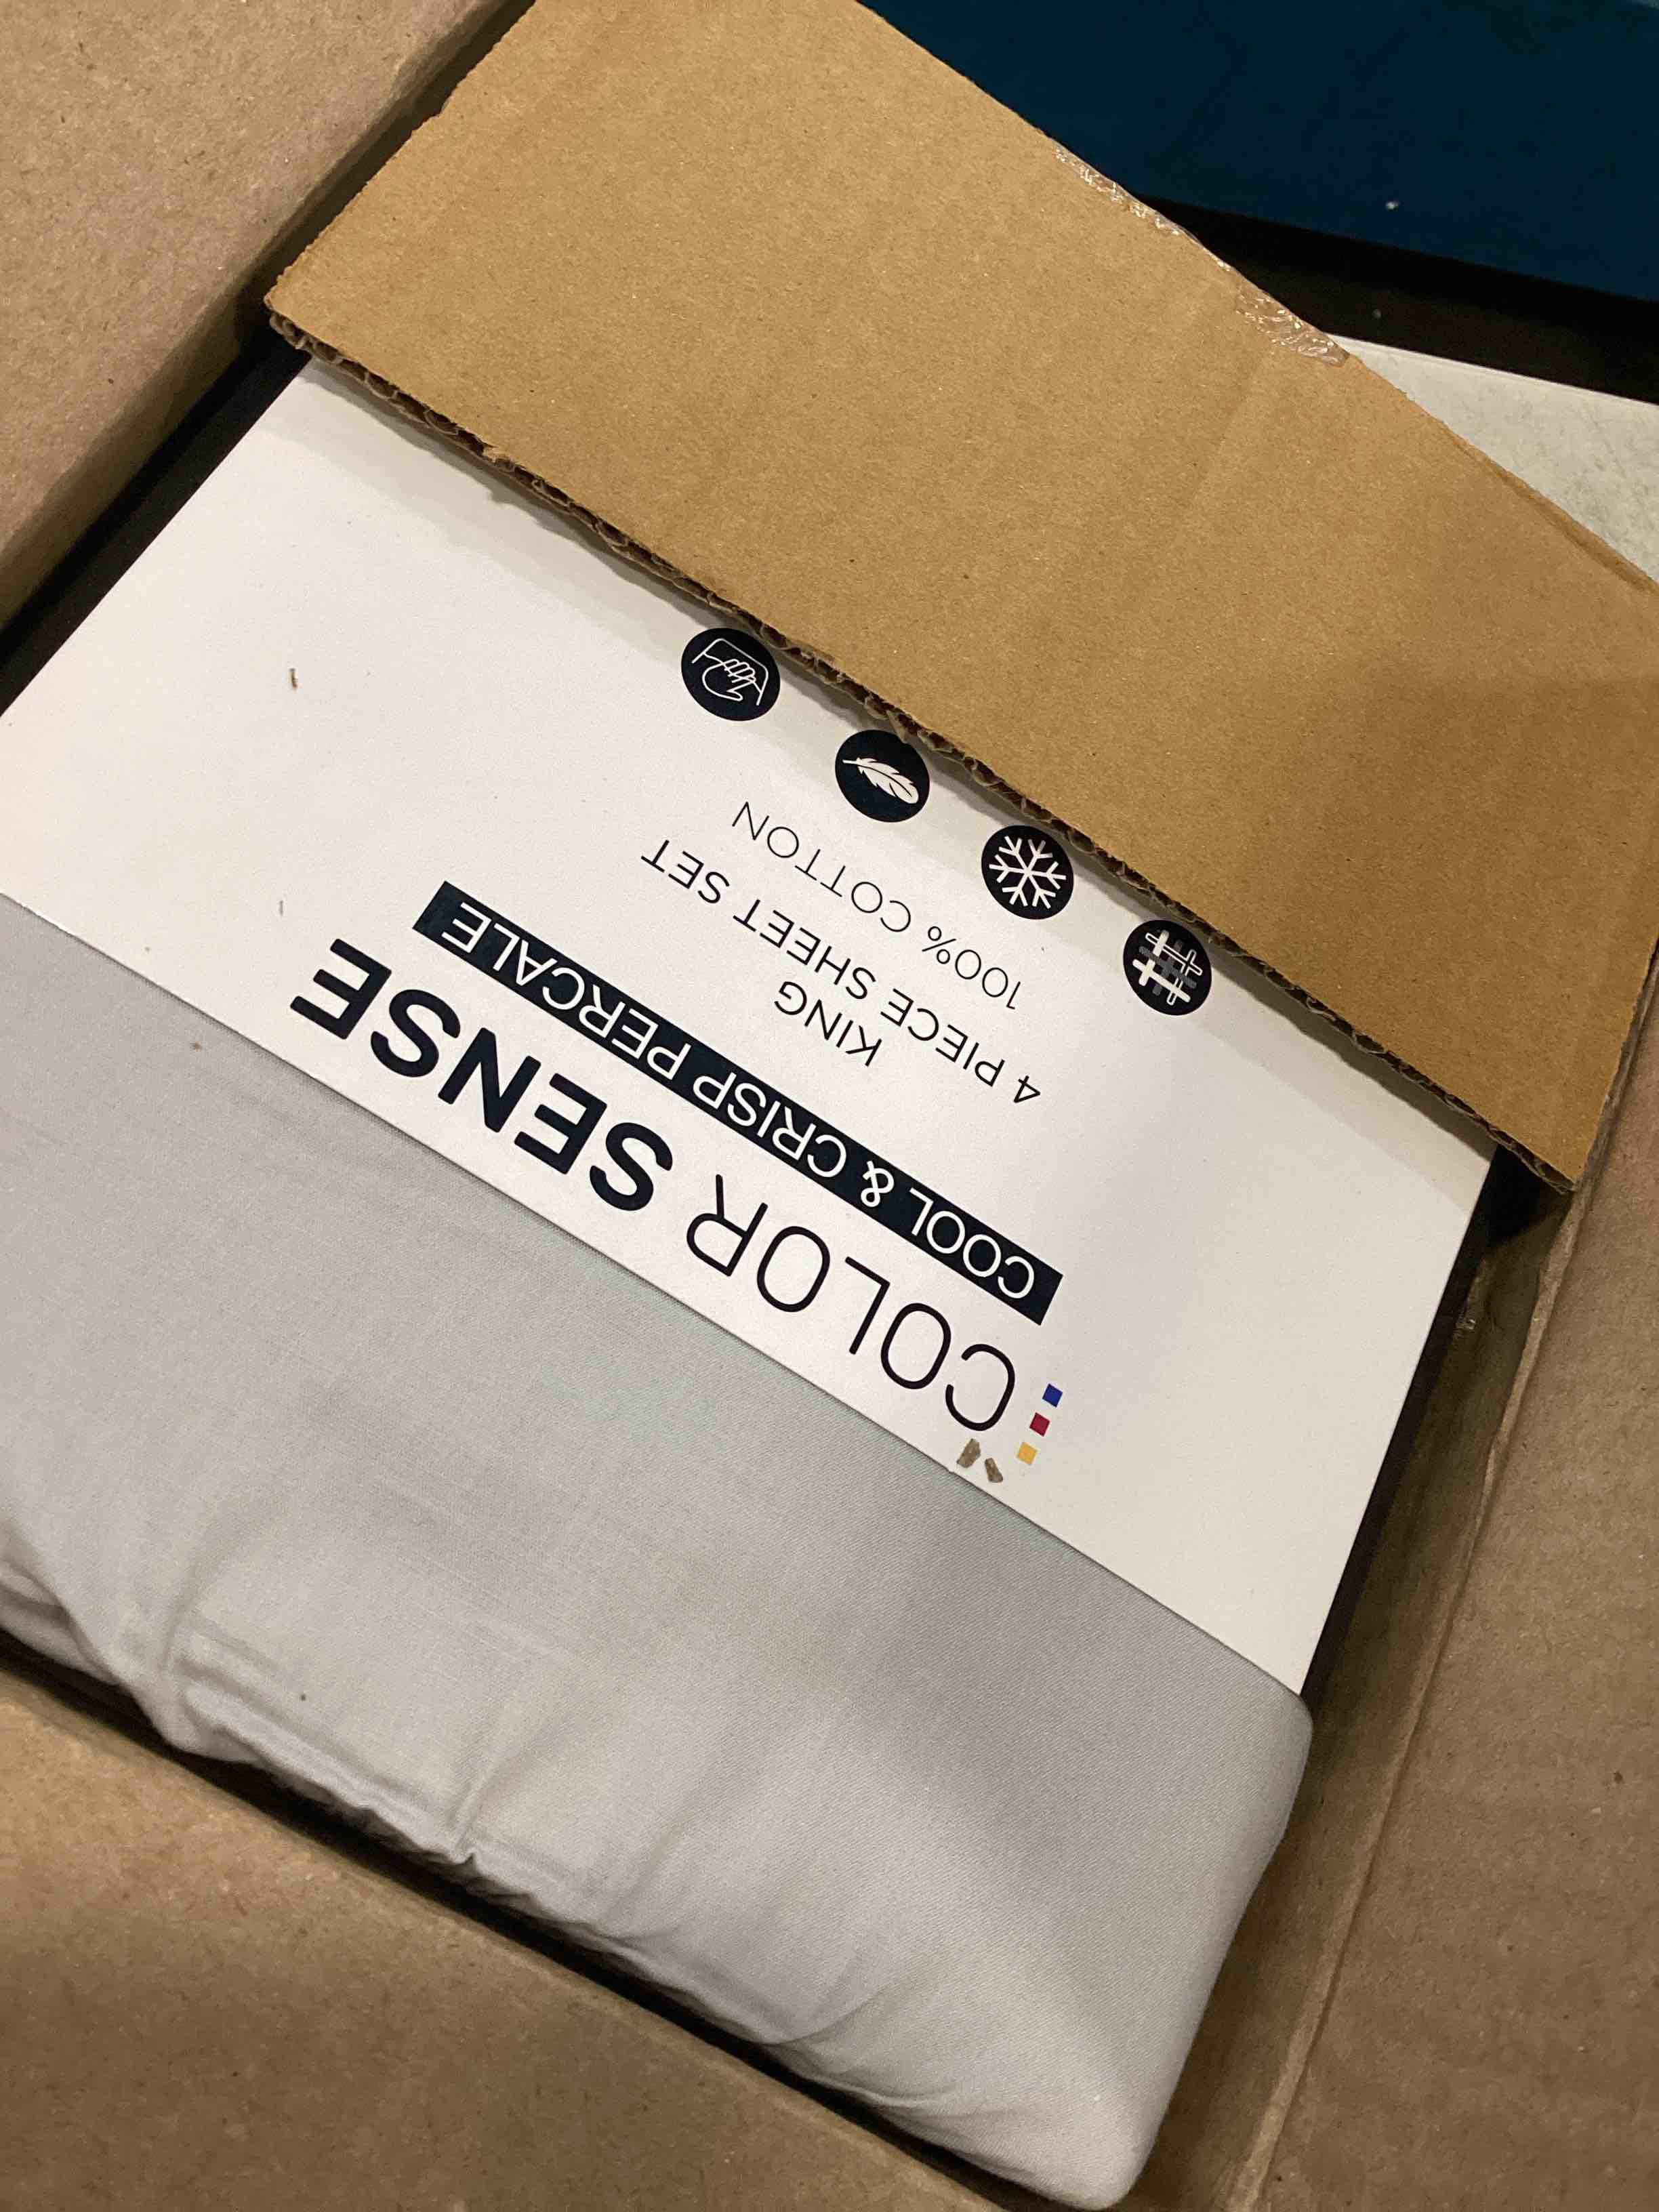 COLOR SENSE
COOL & CRISP PERCALE
KING
4 PIECE SHEET SET
100% COTTON